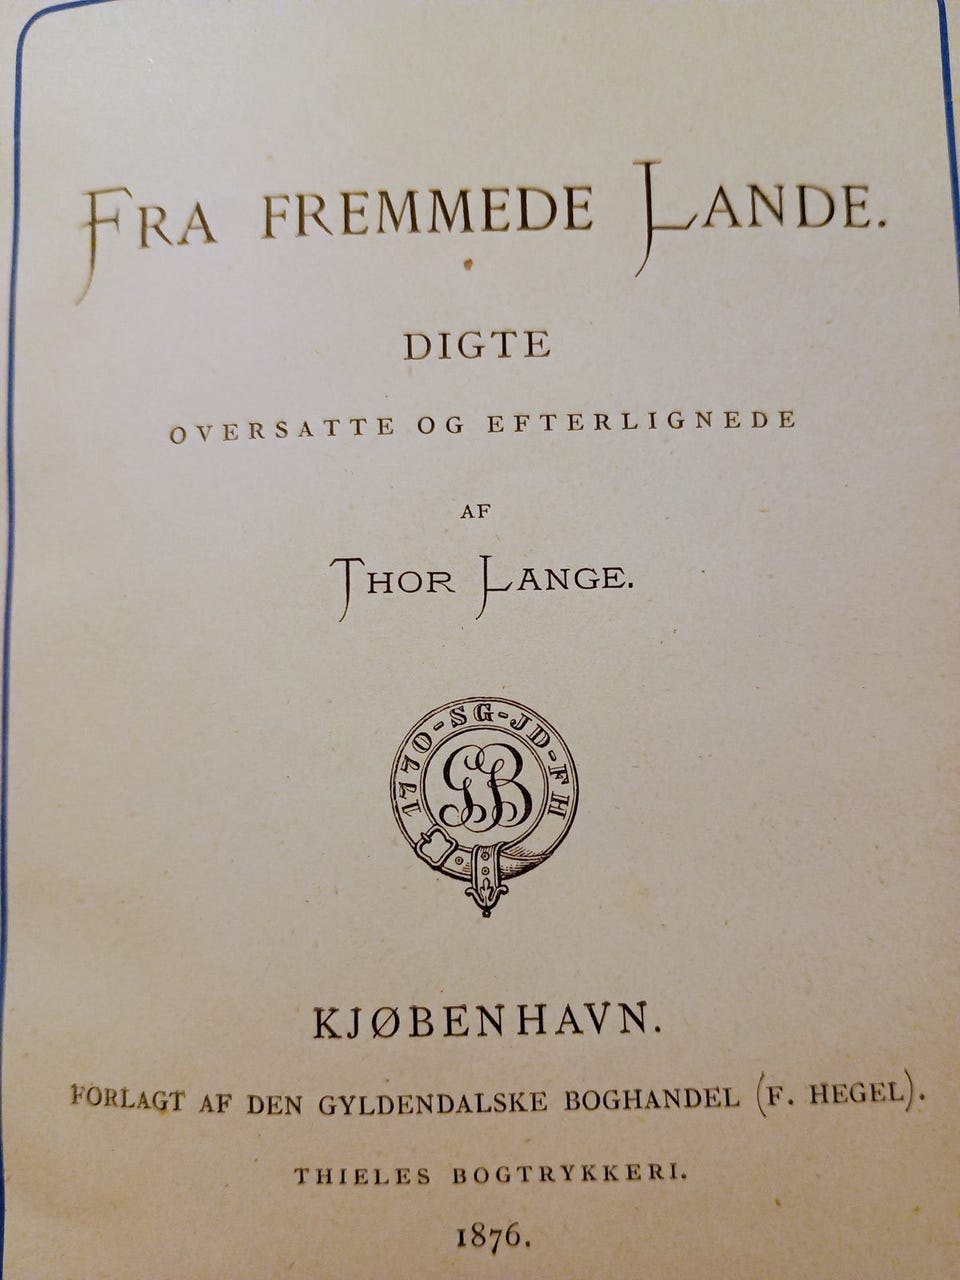 FRA FREMMEDE LANDE.
DIGTE
OVERSATTE OG EFTERLIGNEDE
AF
THOR LANGE.
1770-SG-JD-FH
GB
KJØBENHAVN.
FORLAGT AF DEN GYLDENDALSKE BOGHANDEL (F. HEGEL).
THIELES BOGTRYKKERI.
1876.